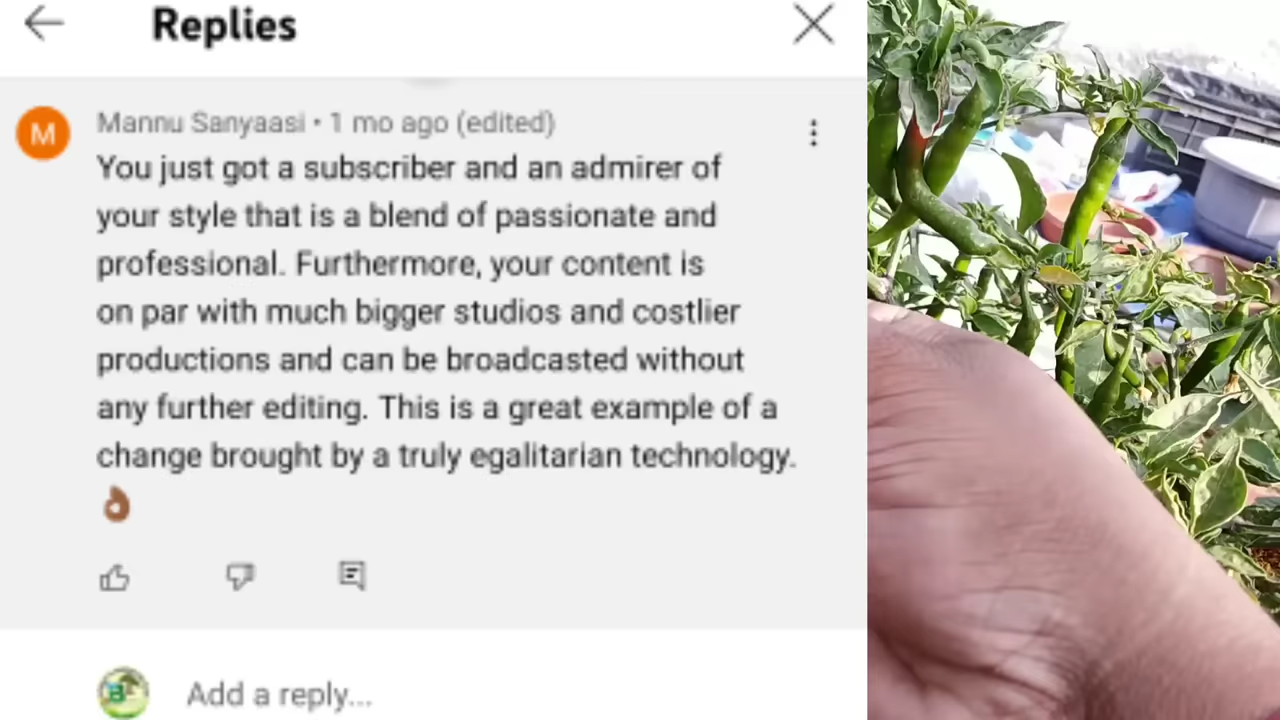 Replies
M
Mannu Sanyaasi • 1 mo ago (edited)
You just got a subscriber and an admirer of
your style that is a blend of passionate and
professional. Furthermore, your content is
on par with much bigger studios and costlier
productions and can be broadcasted without
any further editing. This is a great example of a
change brought by a truly egalitarian technology.
👌🏾
B
Add a reply...